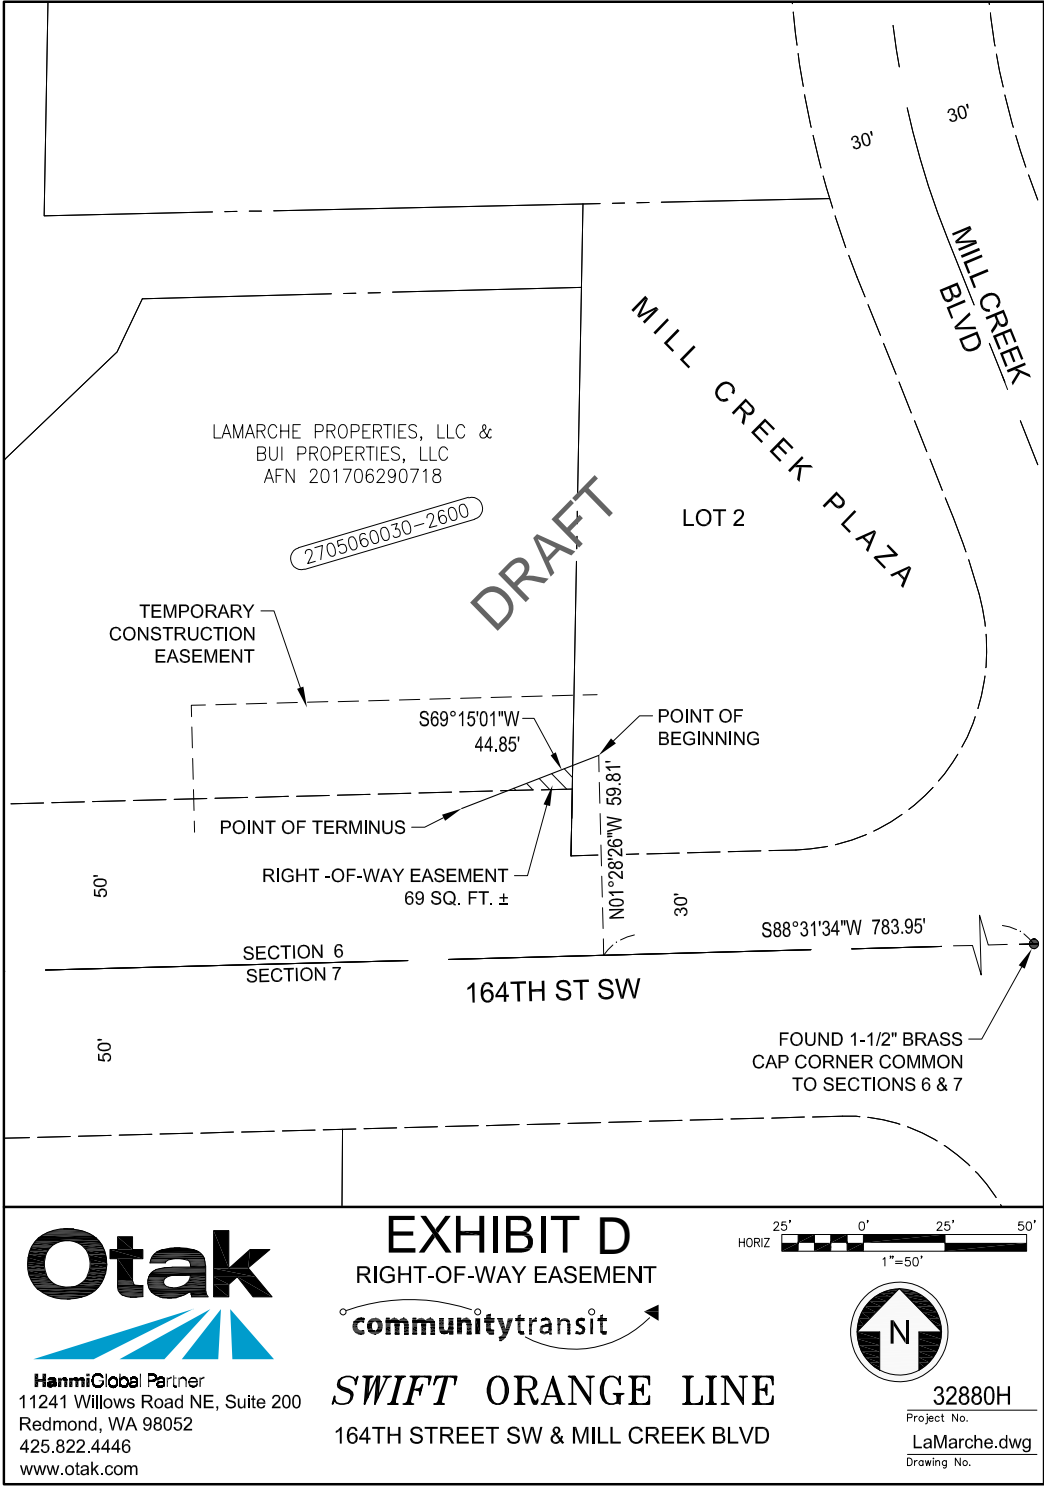 30'
30'
MILL CREEK
BLVD
MILL CREEK PLAZA
LAMARCHE PROPERTIES, LLC &
BUI PROPERTIES, LLC
AFN 201706290718
2705060030-2600
DRAFT
LOT 2
TEMPORARY
CONSTRUCTION
EASEMENT
S69°15'01"W
44.85'
POINT OF
BEGINNING
N01°28'26"W 59.81'
POINT OF TERMINUS
RIGHT -OF-WAY EASEMENT
69 SQ. FT. ±
50'
30'
S88°31'34"W 783.95'
SECTION 6
SECTION 7
164TH ST SW
50'
FOUND 1-1/2" BRASS
CAP CORNER COMMON
TO SECTIONS 6 & 7
Otak
HanmiGlobal Partner
11241 Willows Road NE, Suite 200
Redmond, WA 98052
425.822.4446
www.otak.com
EXHIBIT D
RIGHT-OF-WAY EASEMENT
communitytransit
SWIFT ORANGE LINE
164TH STREET SW & MILL CREEK BLVD
HORIZ
25' 0' 25' 50'
1"=50'
N
32880H
Project No.
LaMarche.dwg
Drawing No.